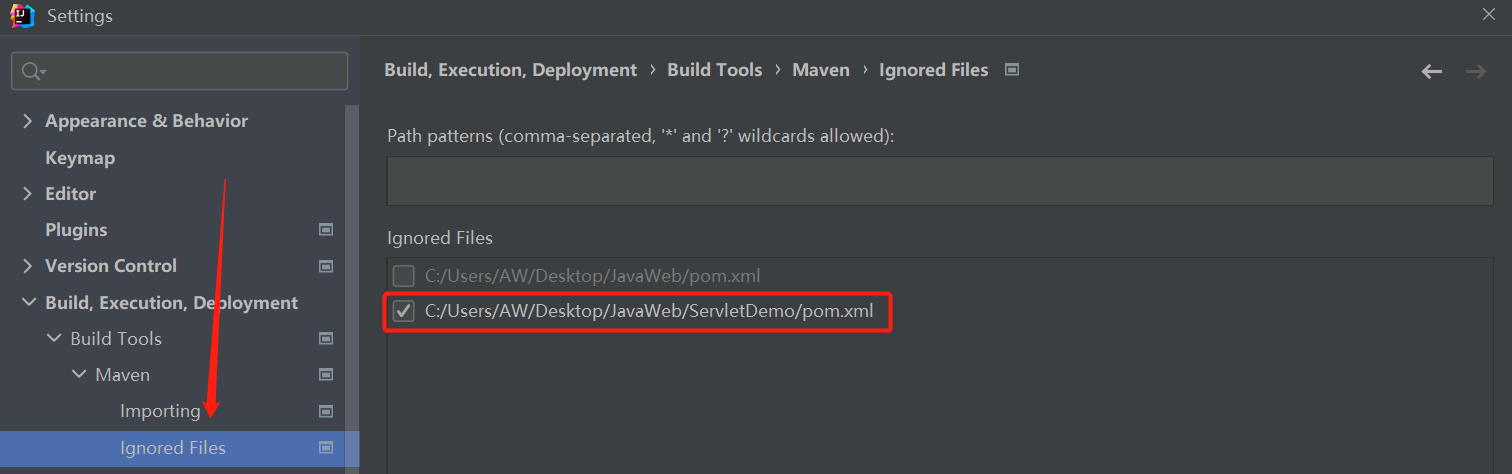 Settings
Appearance & Behavior
Keymap
Editor
Plugins
Version Control
Build, Execution, Deployment
Build Tools
Maven
Importing
Ignored Files
Build, Execution, Deployment › Build Tools › Maven › Ignored Files
Path patterns (comma-separated, '*' and '?' wildcards allowed):
Ignored Files
C:/Users/AW/Desktop/JavaWeb/pom.xml
C:/Users/AW/Desktop/JavaWeb/ServletDemo/pom.xml